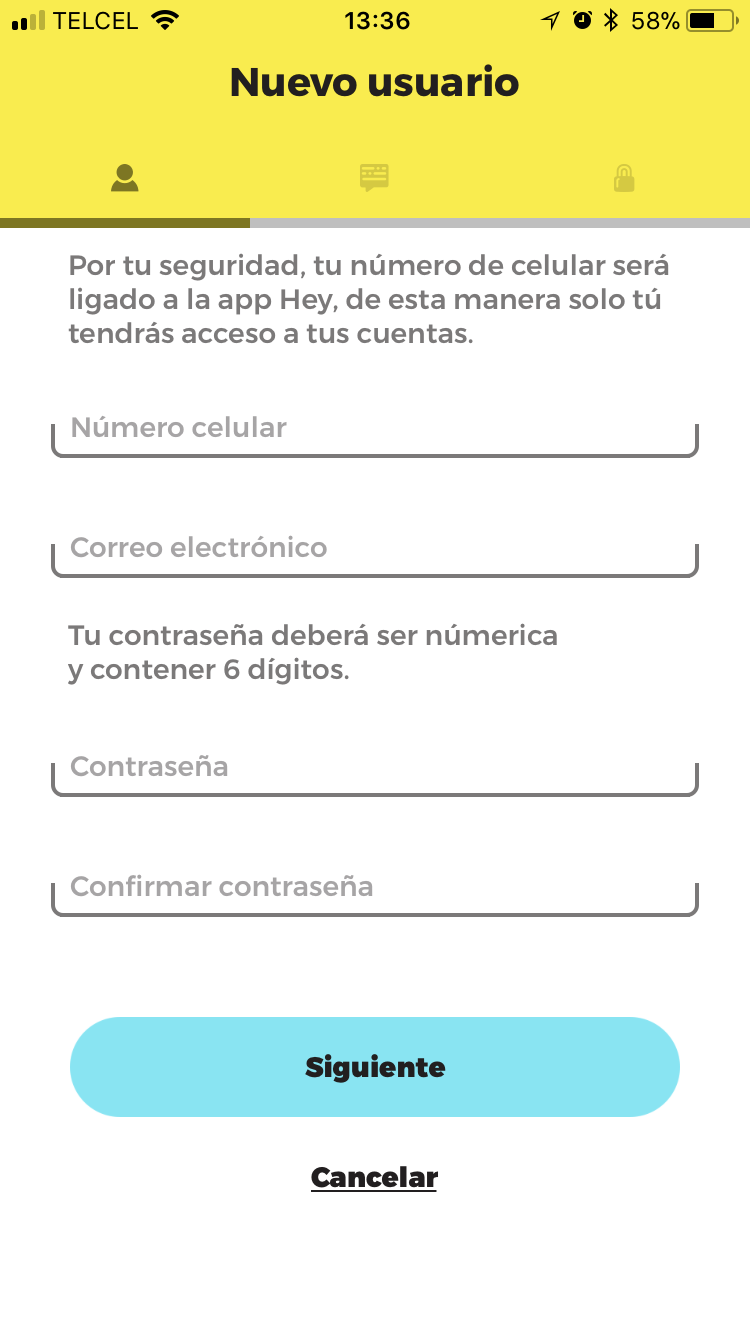 TELCEL 13:36 58%
Nuevo usuario
Por tu seguridad, tu número de celular será
ligado a la app Hey, de esta manera solo tú
tendrás acceso a tus cuentas.
Número celular
Correo electrónico
Tu contraseña deberá ser númerica
y contener 6 dígitos.
Contraseña
Confirmar contraseña
Siguiente
Cancelar